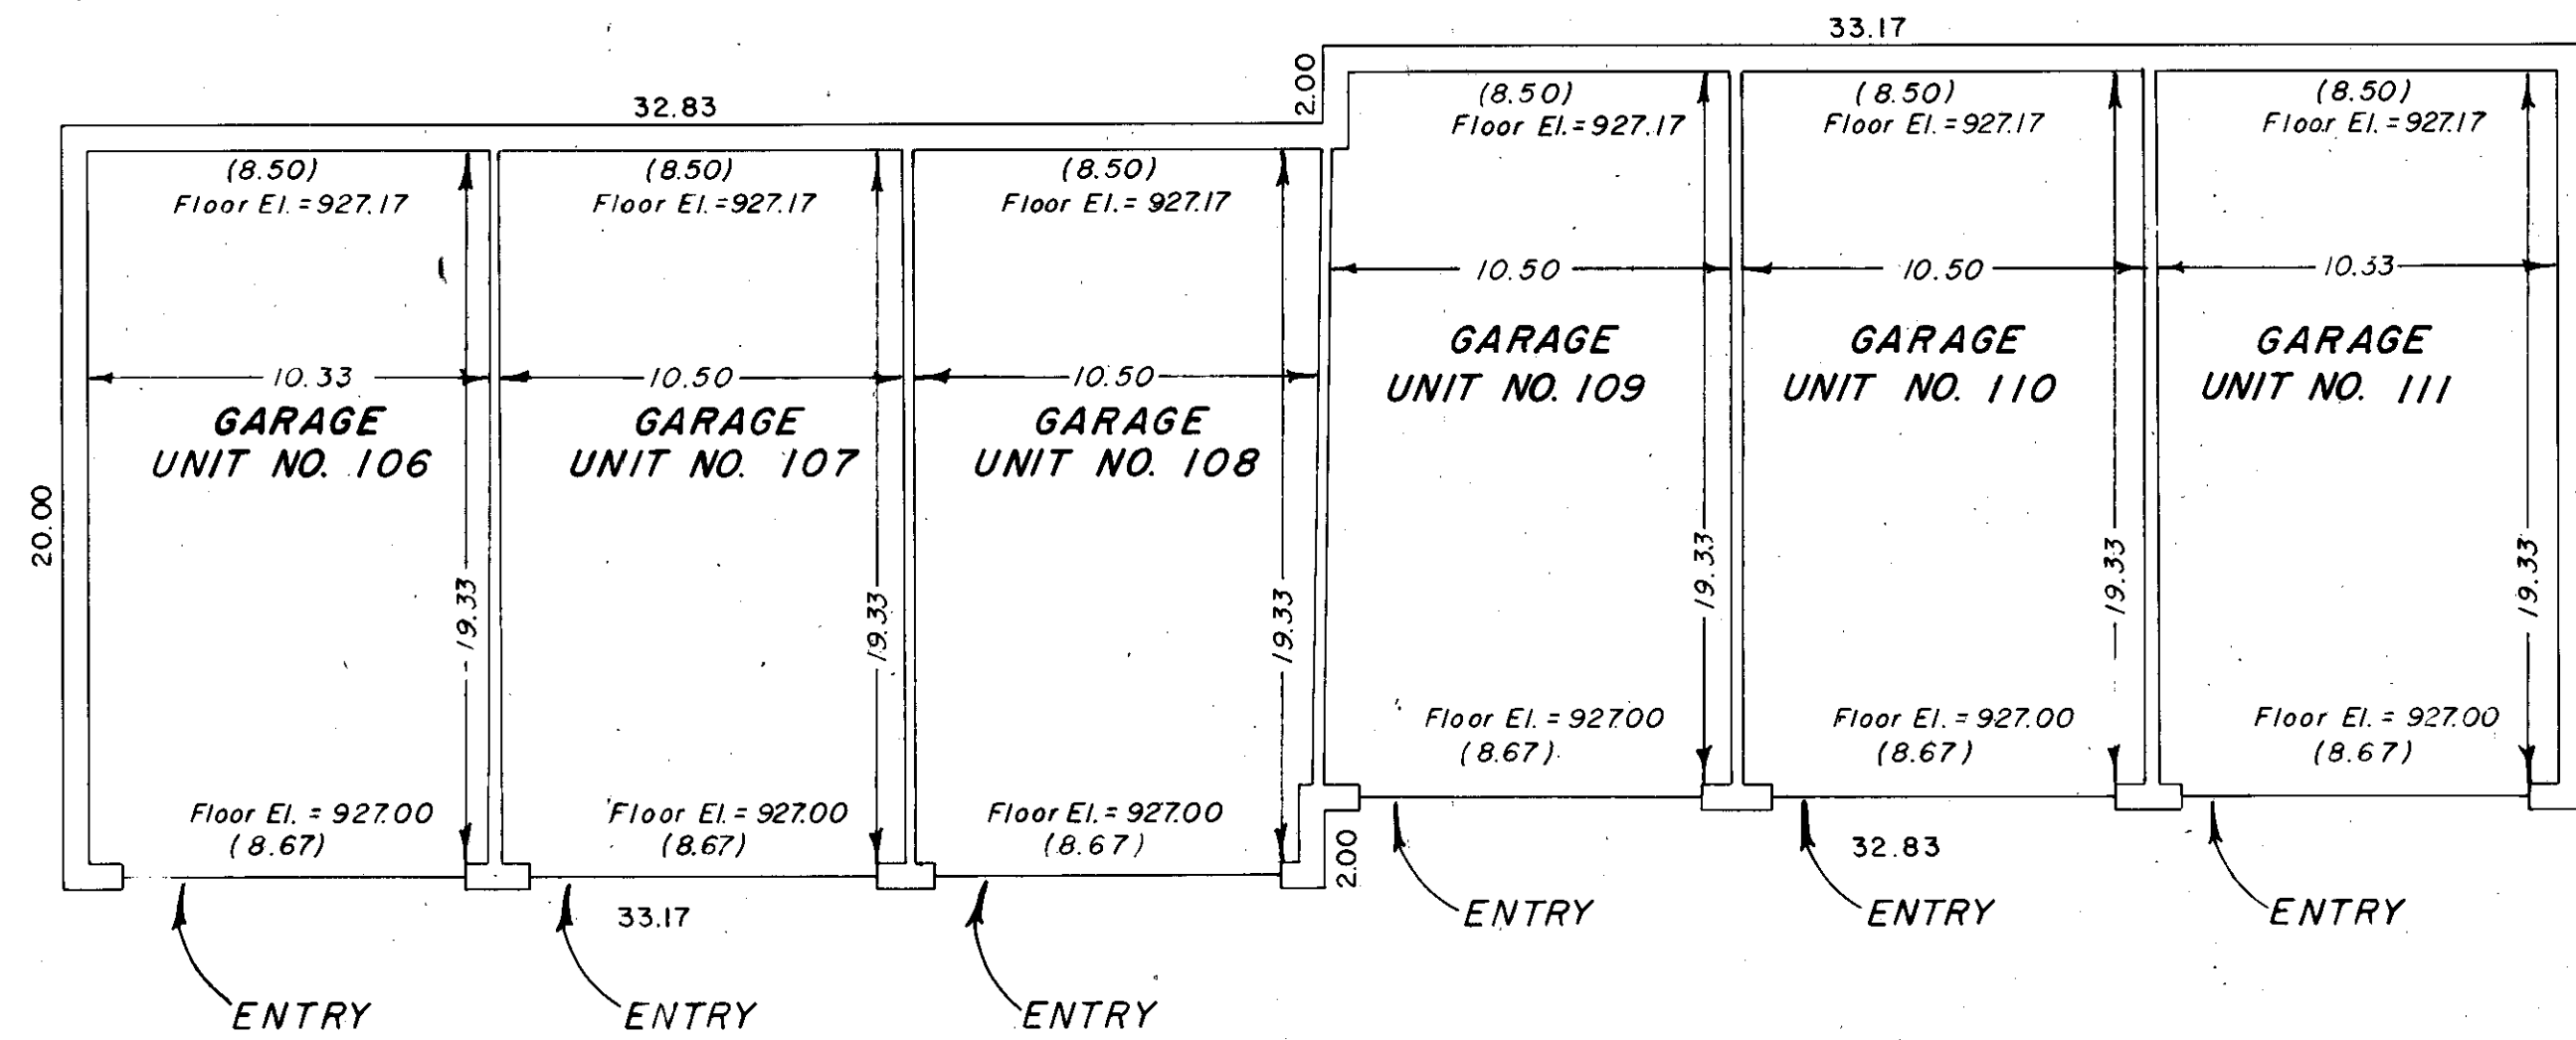 33.17
2.00
32.83
(8.50)
Floor El. = 927.17
(8.50)
Floor El. = 927.17
(8.50)
Floor El. = 927.17
(8.50)
Floor El. = 927.17
(8.50)
Floor El. = 927.17
(8.50)
Floor El. = 927.17
10.33
10.50
10.50
10.50
10.50
10.33
GARAGE
UNIT NO. 106
GARAGE
UNIT NO. 107
GARAGE
UNIT NO. 108
GARAGE
UNIT NO. 109
GARAGE
UNIT NO. 110
GARAGE
UNIT NO. 111
20.00
19.33
19.33
19.33
19.33
19.33
19.33
Floor El. = 927.00
(8.67)
Floor El. = 927.00
(8.67)
Floor El. = 927.00
(8.67)
Floor El. = 927.00
(8.67)
Floor El. = 927.00
(8.67)
Floor El. = 927.00
(8.67)
2.00
32.83
33.17
ENTRY
ENTRY
ENTRY
ENTRY
ENTRY
ENTRY